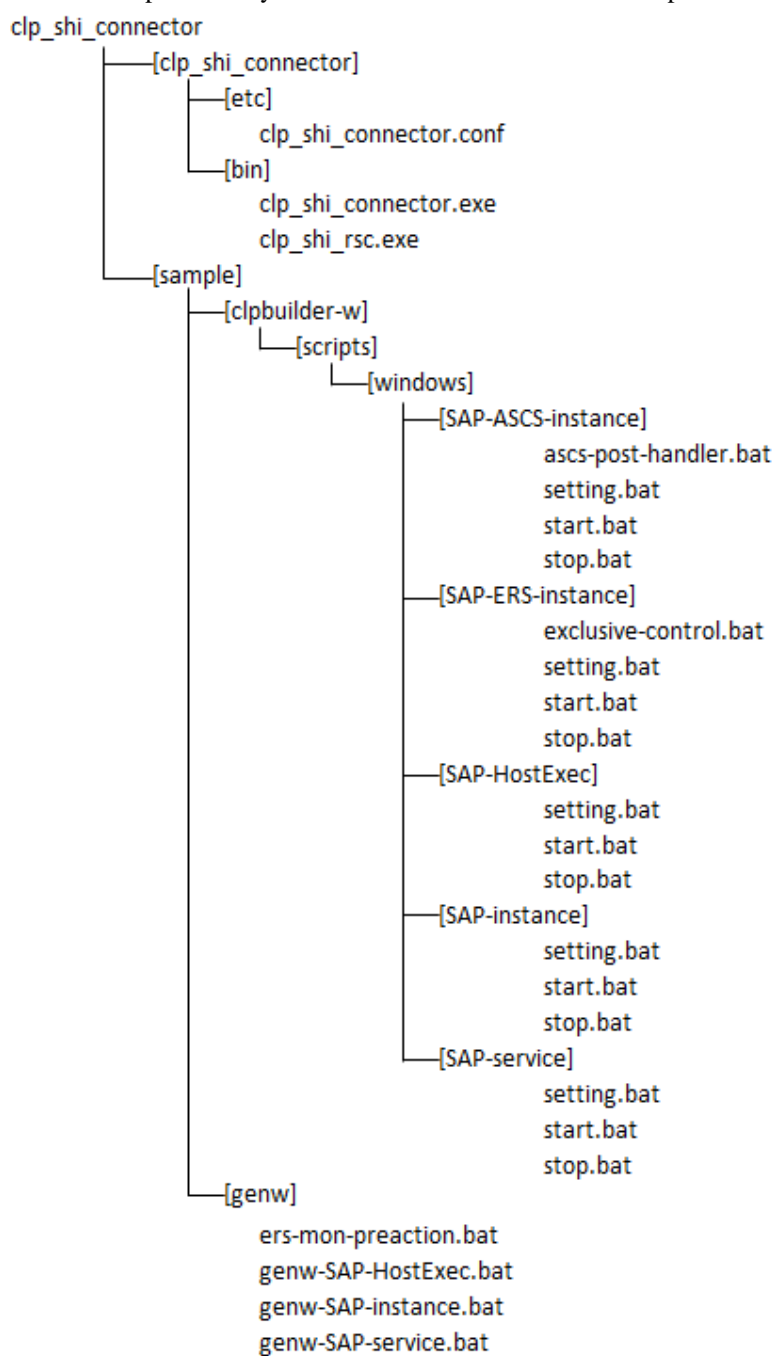 clp_shi_connector
[clp_shi_connector]
[etc]
clp_shi_connector.conf
[bin]
clp_shi_connector.exe
clp_shi_rsc.exe
[sample]
[clpbuilder-w]
[scripts]
[windows]
[SAP-ASCS-instance]
ascs-post-handler.bat
setting.bat
start.bat
stop.bat
[SAP-ERS-instance]
exclusive-control.bat
setting.bat
start.bat
stop.bat
[SAP-HostExec]
setting.bat
start.bat
stop.bat
[SAP-instance]
setting.bat
start.bat
stop.bat
[SAP-service]
setting.bat
start.bat
stop.bat
[genw]
ers-mon-preaction.bat
genw-SAP-HostExec.bat
genw-SAP-instance.bat
genw-SAP-service.bat